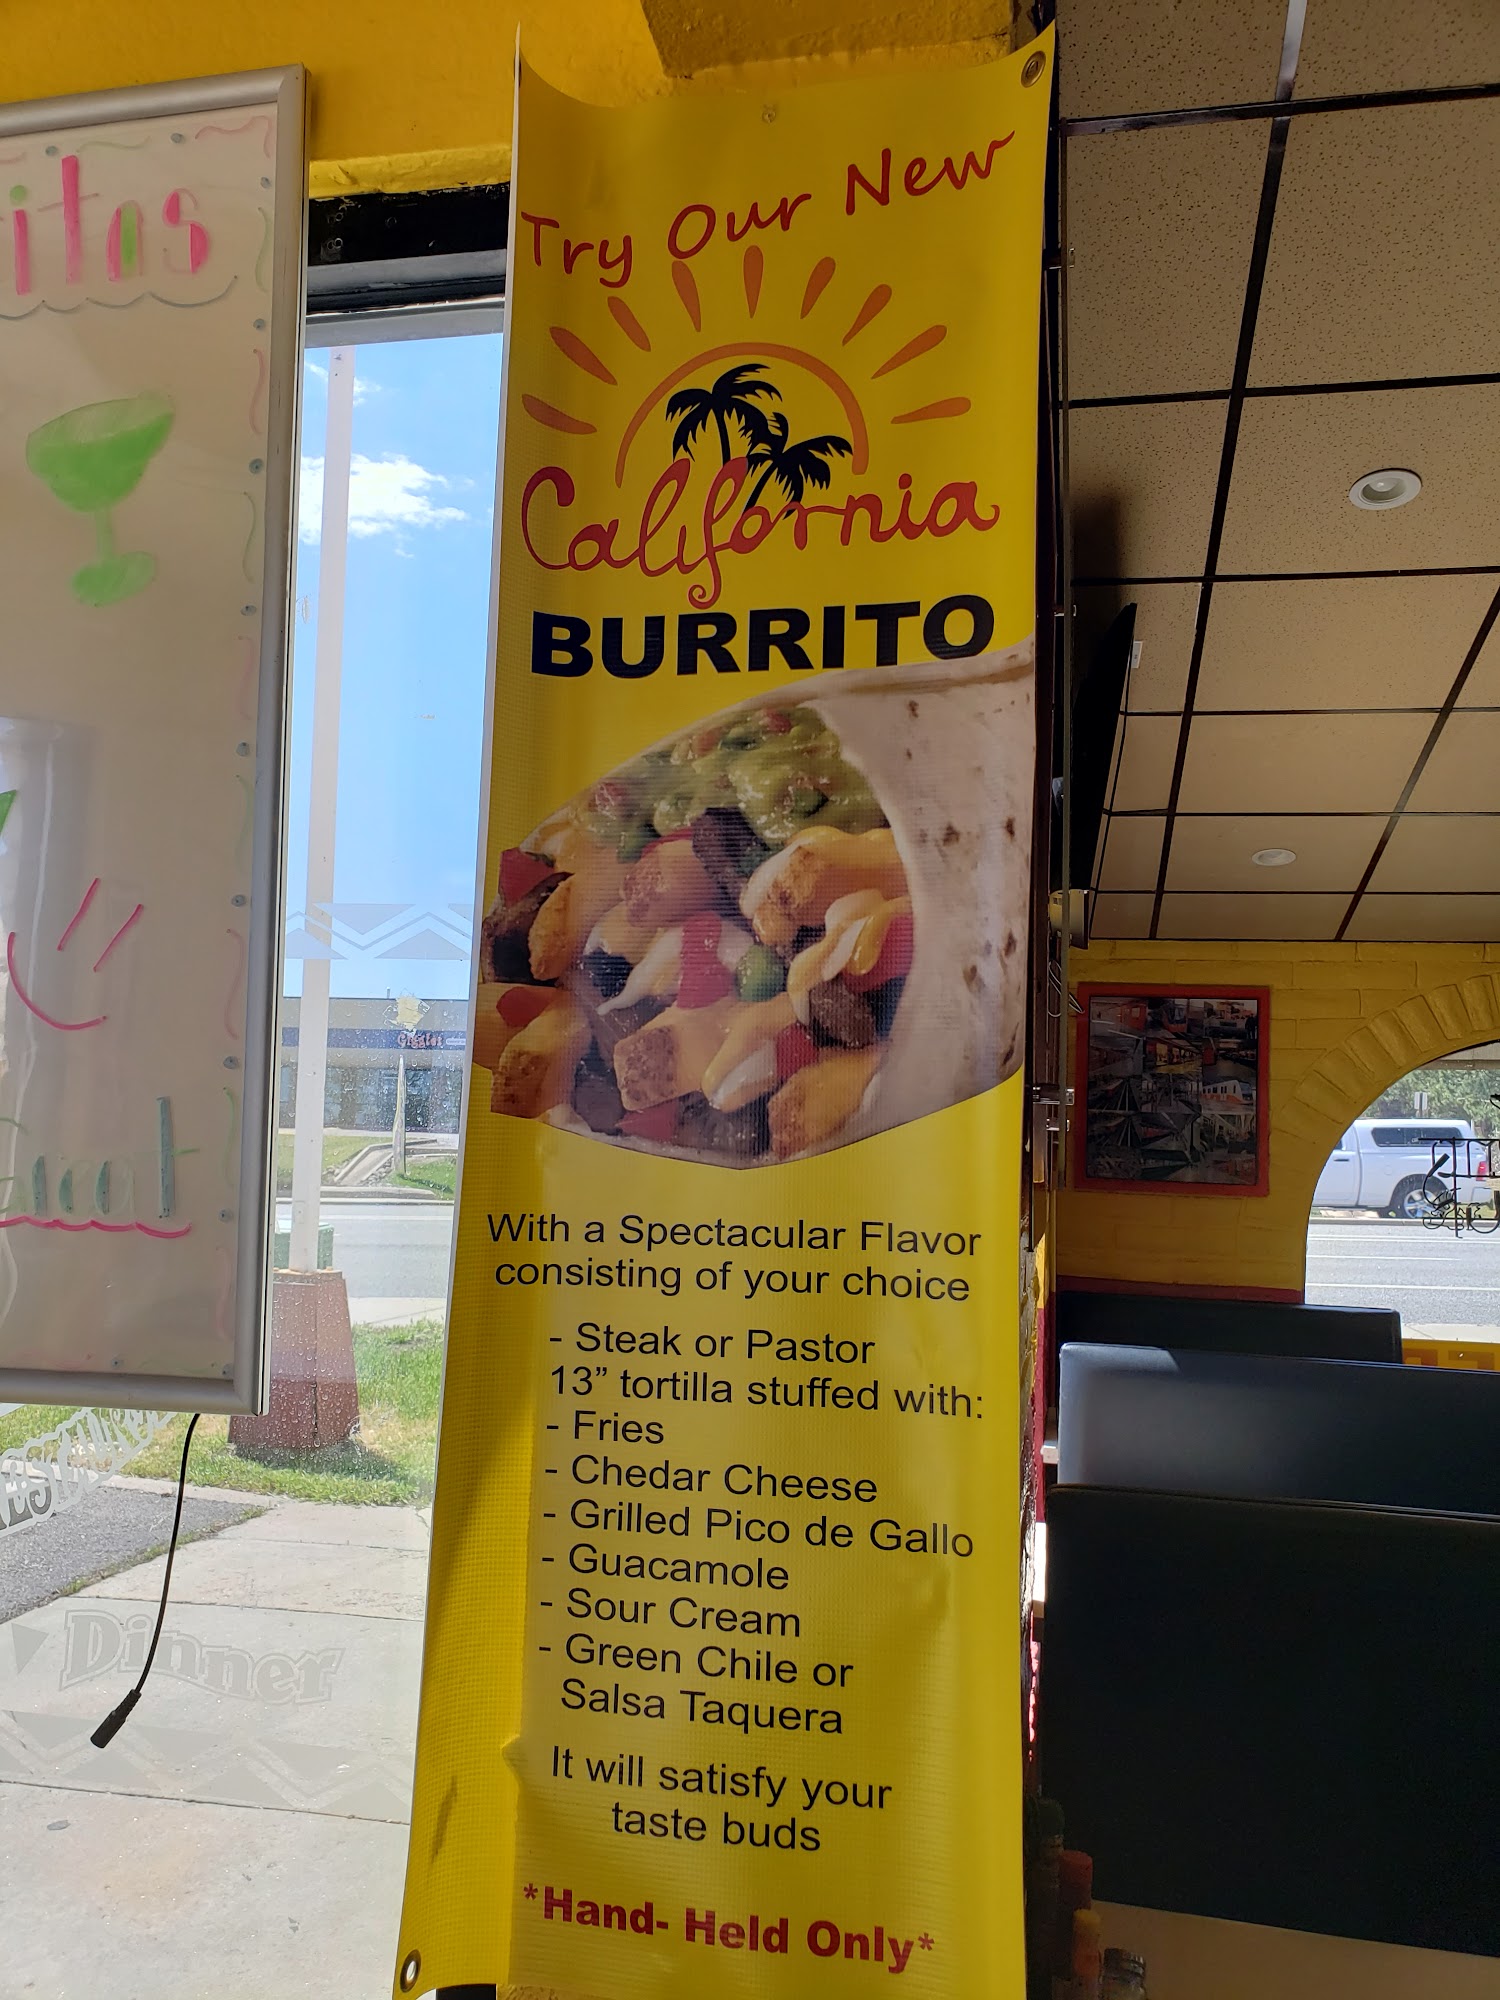 Try Our New
California
BURRITO
With a Spectacular Flavor
consisting of your choice
- Steak or Pastor
13” tortilla stuffed with:
- Fries
- Chedar Cheese
- Grilled Pico de Gallo
- Guacamole
- Sour Cream
- Green Chile or
Salsa Taquera
It will satisfy your
taste buds
*Hand- Held Only*
Dinner